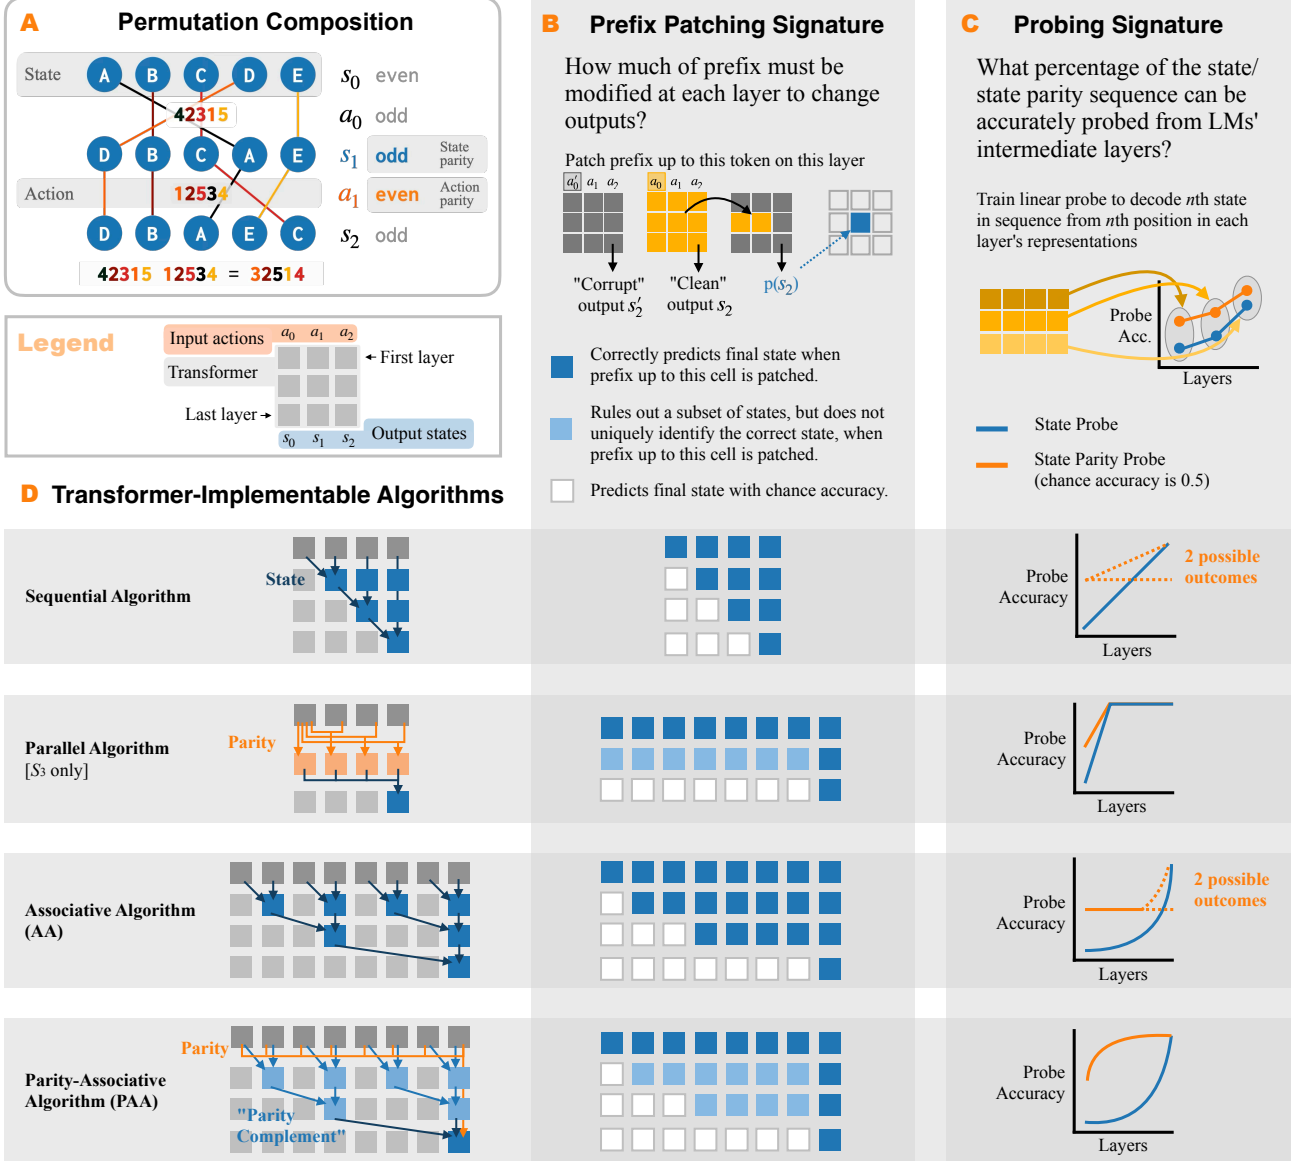 A Permutation Composition
State A B C D E s0 even
42315 a0 odd
D B C A E s1 odd State parity
Action 12534 a1 even Action parity
D B A E C s2 odd
42315 12534 = 32514
Legend
Input actions a0 a1 a2
Transformer
First layer
Last layer
s0 s1 s2 Output states
B Prefix Patching Signature
How much of prefix must be
modified at each layer to change
outputs?
Patch prefix up to this token on this layer
a0′ a1 a2 a0 a1 a2
"Corrupt"
output s2′
"Clean"
output s2
p(s2)
Correctly predicts final state when
prefix up to this cell is patched.
Rules out a subset of states, but does not
uniquely identify the correct state, when
prefix up to this cell is patched.
Predicts final state with chance accuracy.
C Probing Signature
What percentage of the state/
state parity sequence can be
accurately probed from LMs'
intermediate layers?
Train linear probe to decode nth state
in sequence from nth position in each
layer's representations
Probe
Acc.
Layers
State Probe
State Parity Probe
(chance accuracy is 0.5)
D Transformer-Implementable Algorithms
Sequential Algorithm
State
Probe
Accuracy
Layers
2 possible
outcomes
Parallel Algorithm
[S3 only]
Parity
Probe
Accuracy
Layers
Associative Algorithm
(AA)
Probe
Accuracy
Layers
2 possible
outcomes
Parity-Associative
Algorithm (PAA)
Parity
"Parity
Complement"
Probe
Accuracy
Layers